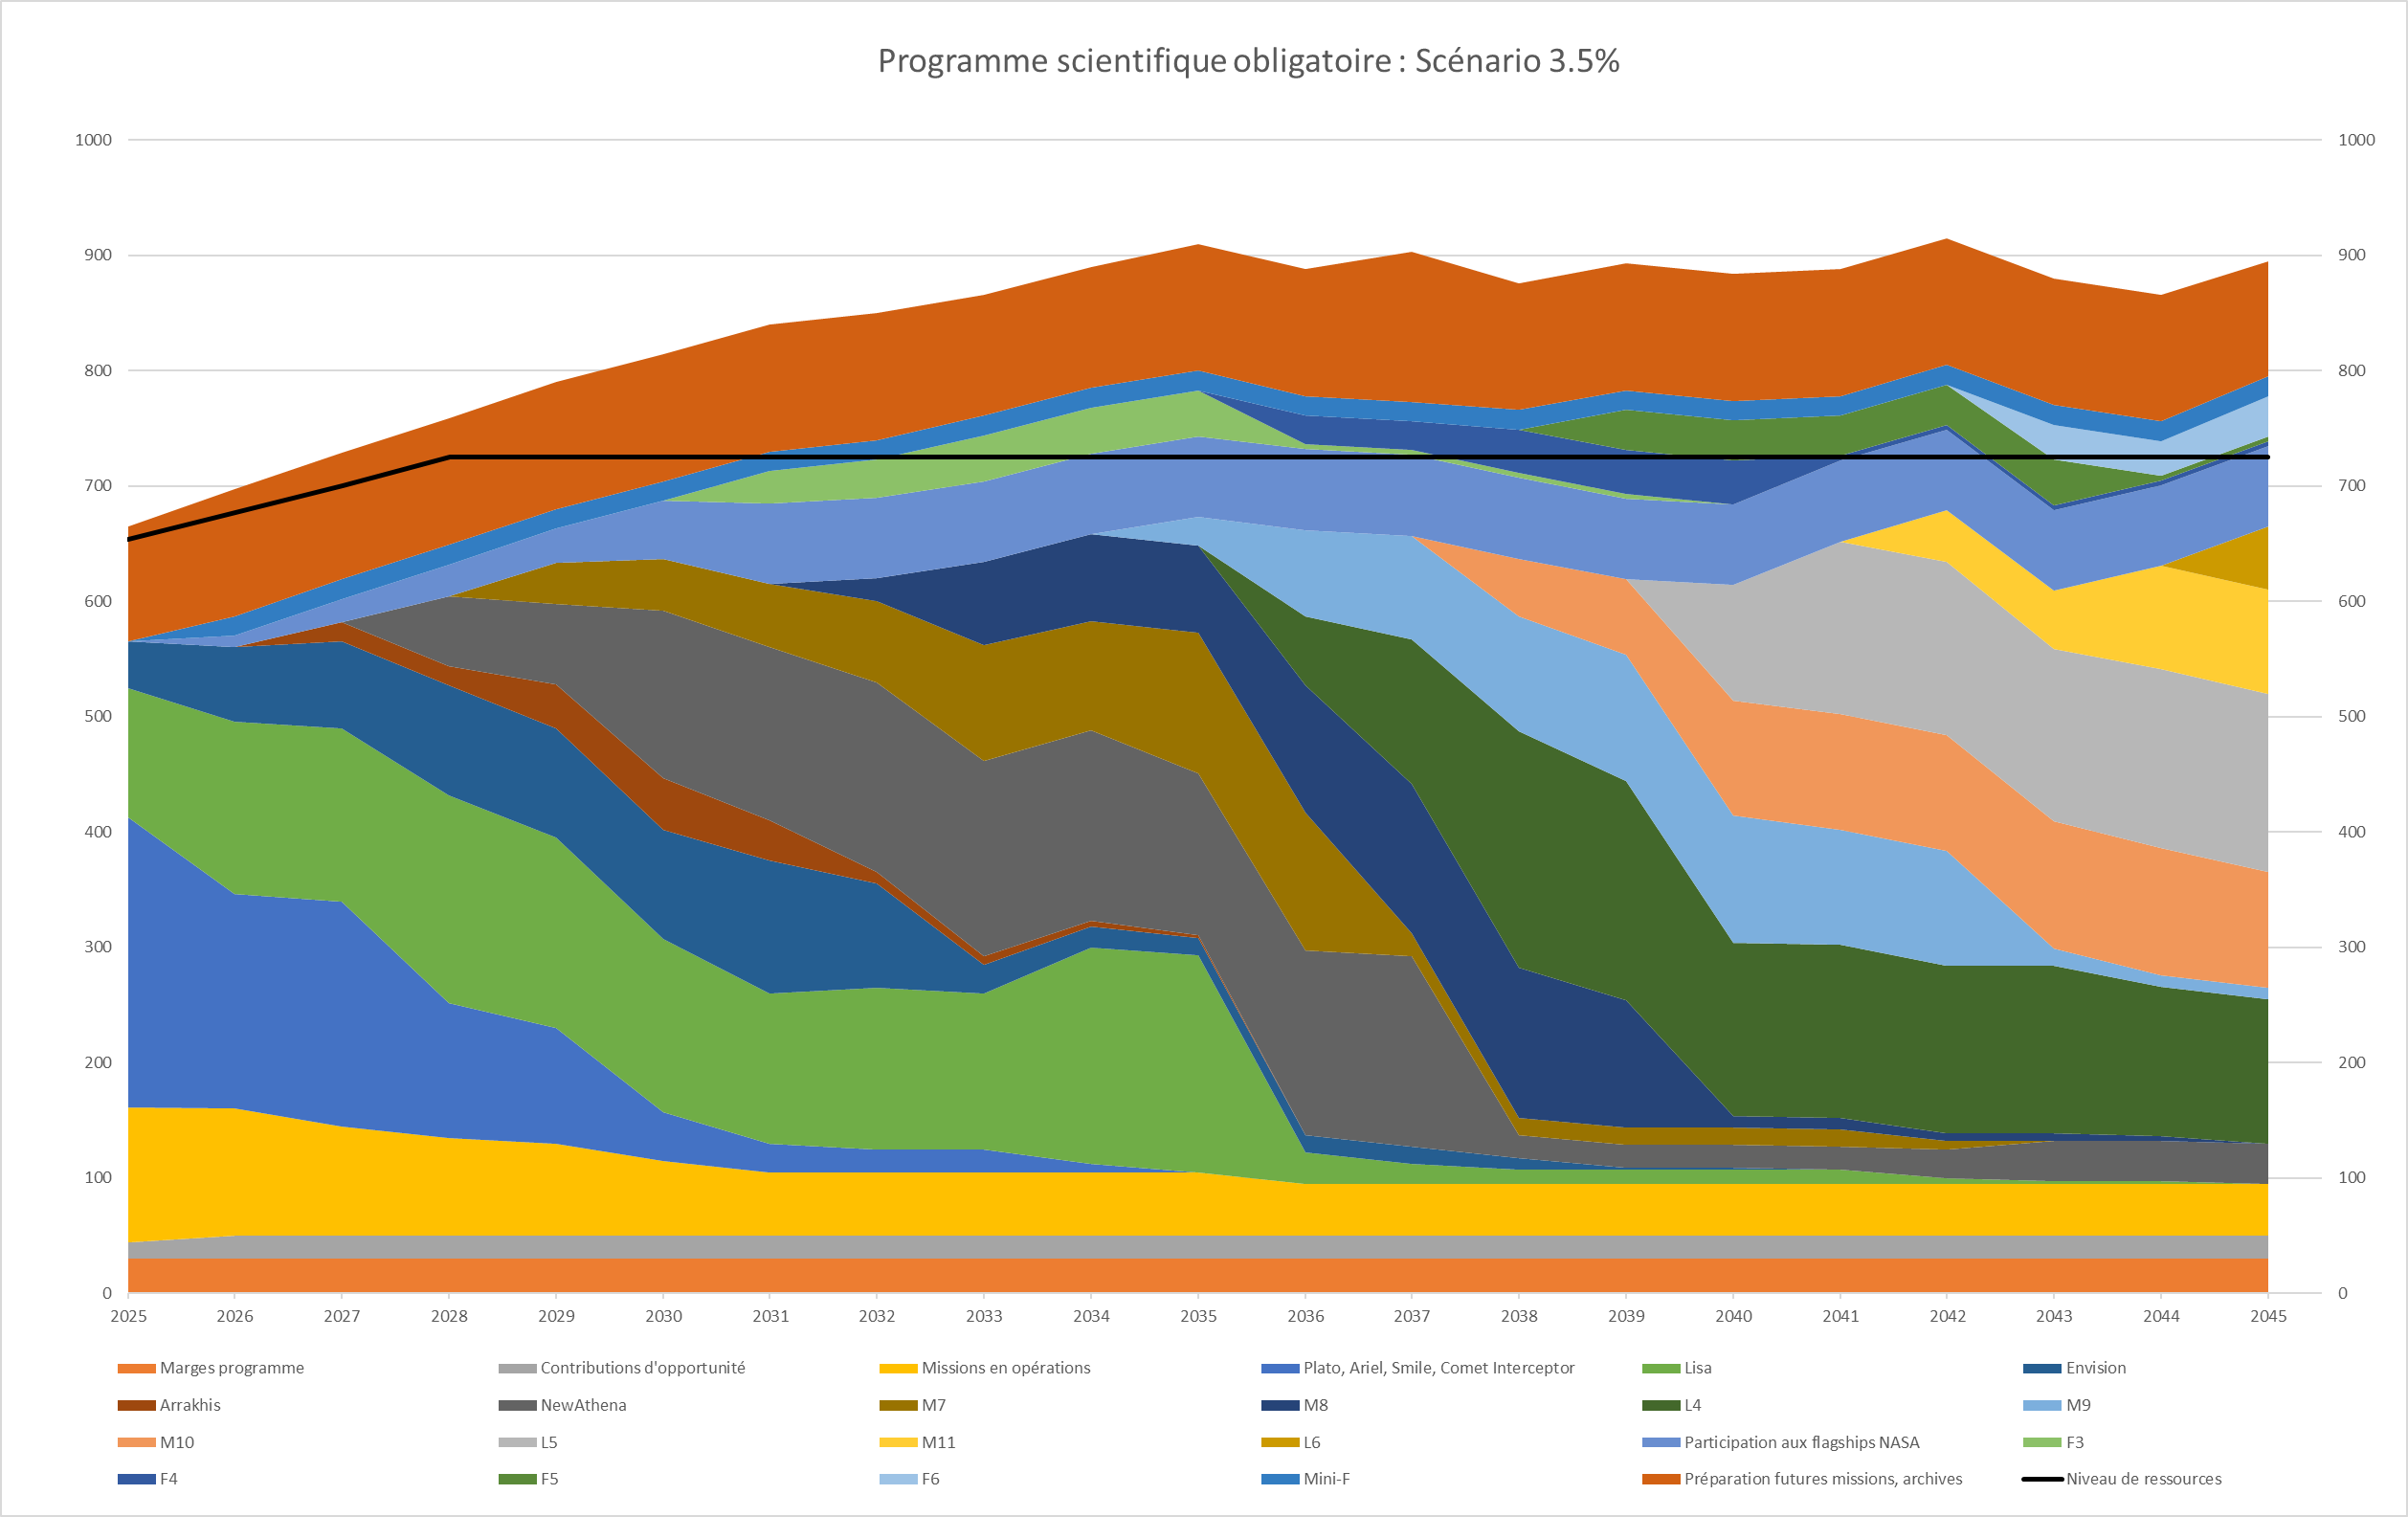 Programme scientifique obligatoire : Scénario 3.5%
1000 1000
900 900
800 800
700 700
600 600
500 500
400 400
300 300
200 200
100 100
0 0
2025 2026 2027 2028 2029 2030 2031 2032 2033 2034 2035 2036 2037 2038 2039 2040 2041 2042 2043 2044 2045
Marges programme Contributions d'opportunité Missions en opérations Plato, Ariel, Smile, Comet Interceptor Lisa Envision
Arrakhis NewAthena M7 M8 L4 M9
M10 L5 M11 L6 Participation aux flagships NASA F3
F4 F5 F6 Mini-F Préparation futures missions, archives Niveau de ressources